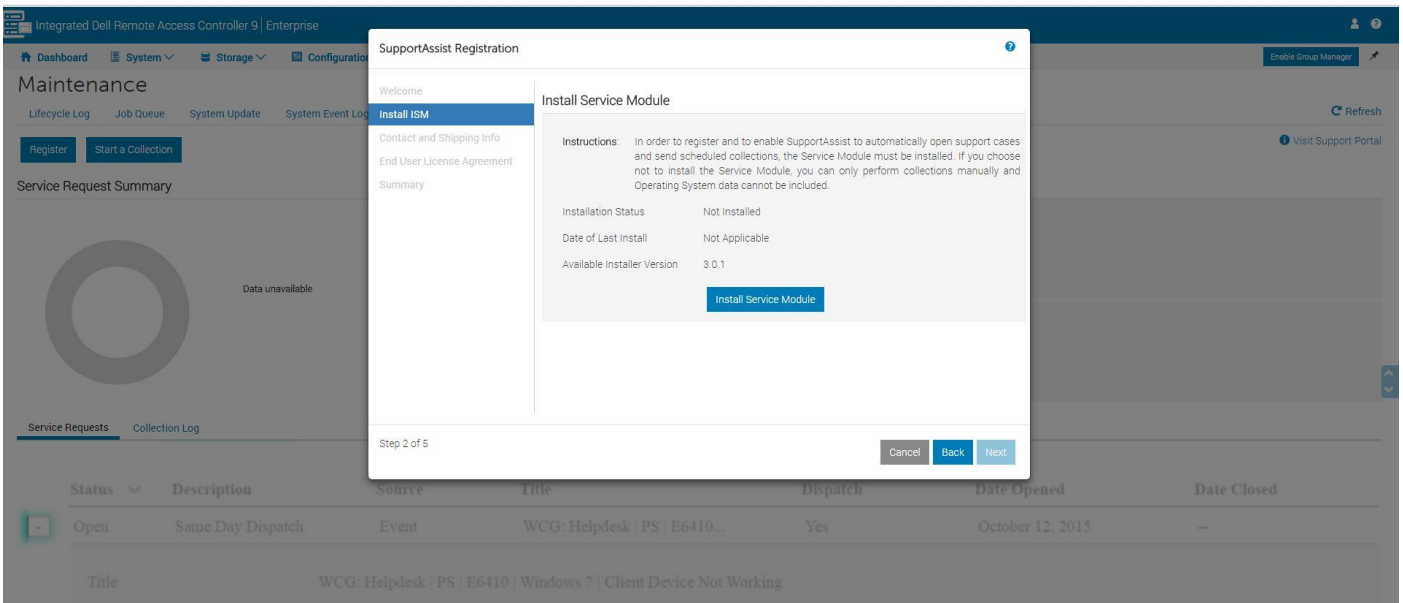 Integrated Dell Remote Access Controller 9 | Enterprise
Dashboard System Storage Configuratio
Enable Group Manager
Maintenance
Lifecycle Log Job Queue System Update System Event Log
Refresh
Register Start a Collection
Visit Support Portal
Service Request Summary
Data unavailable
SupportAssist Registration
Welcome
Install ISM
Contact and Shipping Info
End User License Agreement
Summary
Install Service Module
Instructions: In order to register and to enable SupportAssist to automatically open support cases
and send scheduled collections, the Service Module must be installed. If you choose
not to install the Service Module, you can only perform collections manually and
Operating System data cannot be included.
Installation Status Not Installed
Date of Last Install Not Applicable
Available Installer Version 3.0.1
Install Service Module
Step 2 of 5
Cancel Back Next
Service Requests Collection Log
Status Description Source Title Dispatch Date Opened Date Closed
- Open Same Day Dispatch Event WCG: Helpdesk | PS | E6410... Yes October 12, 2015 --
Title WCG: Helpdesk | PS | E6410 | Windows 7 | Client Device Not Working